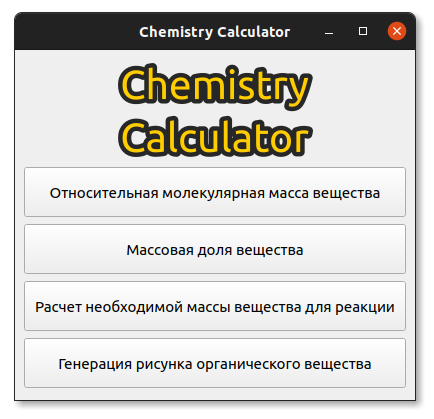 Chemistry Calculator
Chemistry
Calculator
Относительная молекулярная масса вещества
Массовая доля вещества
Расчет необходимой массы вещества для реакции
Генерация рисунка органического вещества